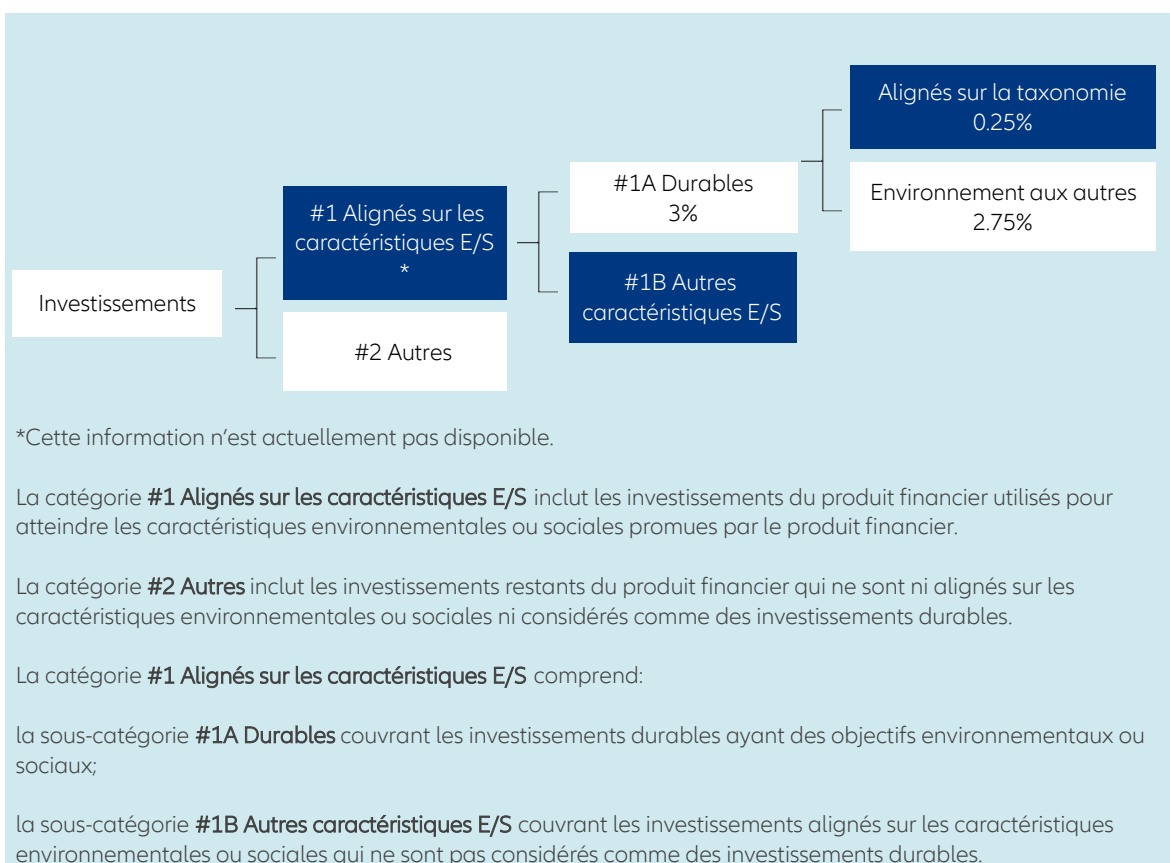 Alignés sur la taxonomie
0.25%
#1A Durables
3%
Environnement aux autres
2.75%
#1 Alignés sur les
caractéristiques E/S
*
#1B Autres
caractéristiques E/S
Investissements
#2 Autres
*Cette information n’est actuellement pas disponible.
La catégorie #1 Alignés sur les caractéristiques E/S inclut les investissements du produit financier utilisés pour
atteindre les caractéristiques environnementales ou sociales promues par le produit financier.
La catégorie #2 Autres inclut les investissements restants du produit financier qui ne sont ni alignés sur les
caractéristiques environnementales ou sociales ni considérés comme des investissements durables.
La catégorie #1 Alignés sur les caractéristiques E/S comprend:
la sous-catégorie #1A Durables couvrant les investissements durables ayant des objectifs environnementaux ou
sociaux;
la sous-catégorie #1B Autres caractéristiques E/S couvrant les investissements alignés sur les caractéristiques
environnementales ou sociales qui ne sont pas considérés comme des investissements durables.